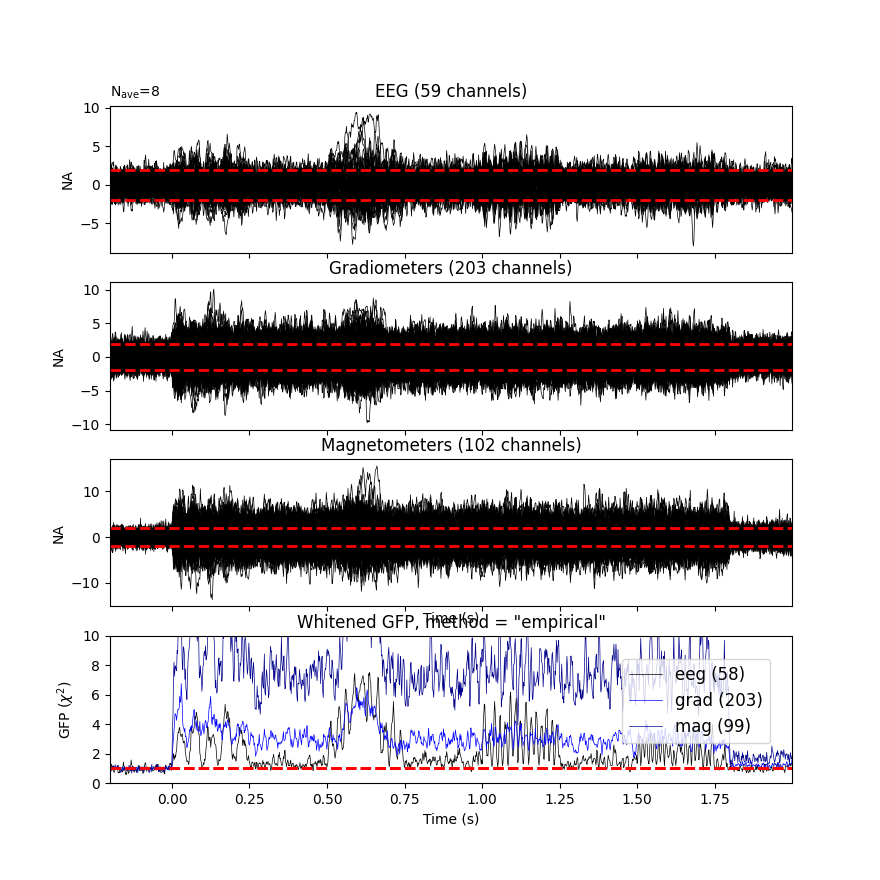 N_ave=8
EEG (59 channels)
10
5
0
−5
NA
Gradiometers (203 channels)
10
5
0
−5
−10
NA
Magnetometers (102 channels)
10
0
−10
NA
Time (s)
Whitened GFP, method = "empirical"
10
8
6
4
2
0
GFP (χ²)
eeg (58)
grad (203)
mag (99)
0.00 0.25 0.50 0.75 1.00 1.25 1.50 1.75
Time (s)